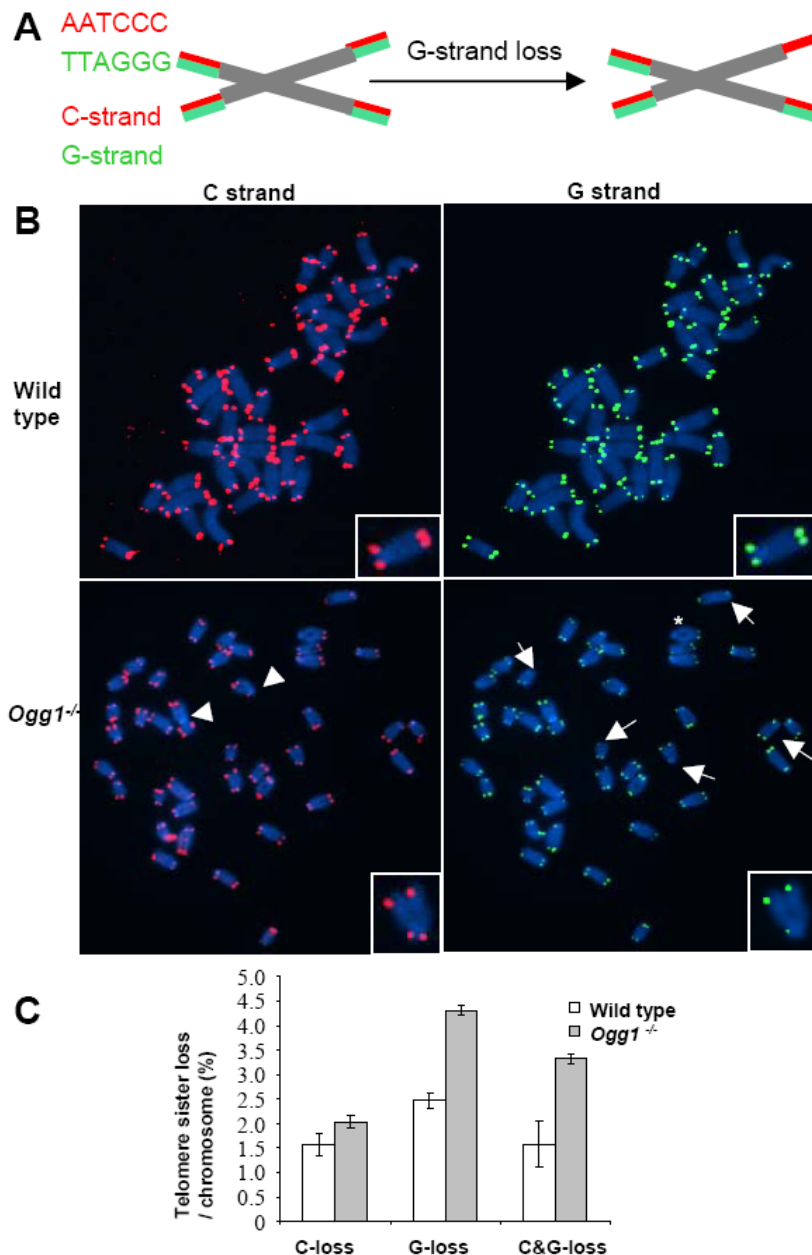 A
AATCCC
TTAGGG
C-strand
G-strand
G-strand loss
B
C strand
G strand
Wild
type
Ogg1-/-
*
C
Telomere sister loss
/ chromosome (%)
5.0
4.5
4.0
3.5
3.0
2.5
2.0
1.5
1.0
0.5
0
Wild type
Ogg1 -/-
C-loss
G-loss
C&G-loss